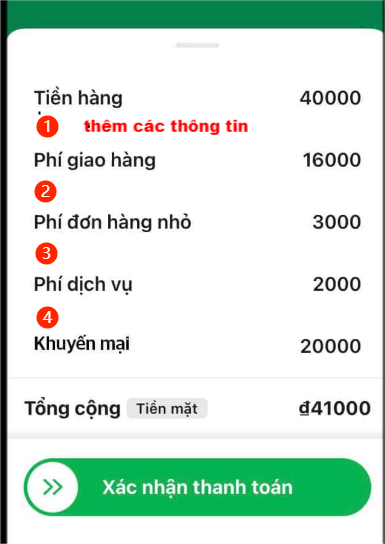 Tiền hàng 40000
1 thêm các thông tin
Phí giao hàng 16000
2
Phí đơn hàng nhỏ 3000
3
Phí dịch vụ 2000
4
Khuyến mại 20000
Tổng cộng Tiền mặt ₫41000
Xác nhận thanh toán